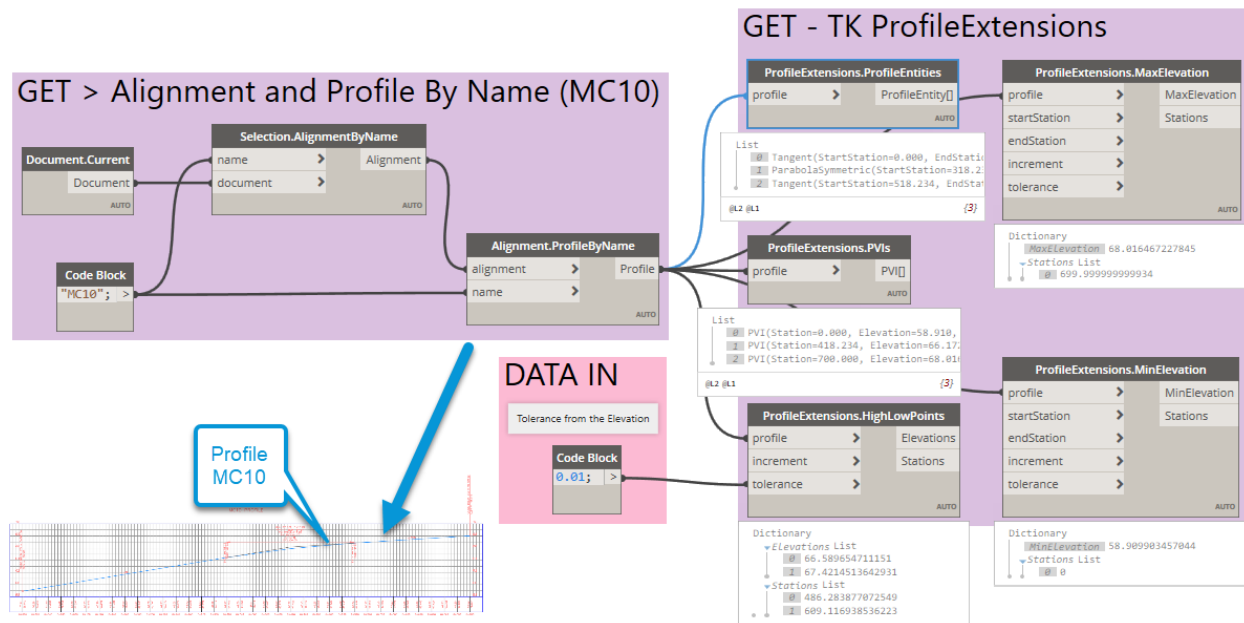 GET > Alignment and Profile By Name (MC10)
Document.Current
Document
AUTO
Selection.AlignmentByName
name > Alignment
document >
AUTO
Code Block
"MC10"; >
Alignment.ProfileByName
alignment > Profile
name >
AUTO
Profile
MC10
DATA IN
Tolerance from the Elevation
Code Block
0.01; >
GET - TK ProfileExtensions
ProfileExtensions.ProfileEntities
profile > ProfileEntity[]
AUTO
List
0 Tangent(StartStation=0.000, EndStati
1 ParabolaSymmetric(StartStation=318.2
2 Tangent(StartStation=518.234, EndStat
@L2 @L1 {3}
ProfileExtensions.PVIs
profile > PVI[]
AUTO
List
0 PVI(Station=0.000, Elevation=58.910,
1 PVI(Station=418.234, Elevation=66.17
2 PVI(Station=700.000, Elevation=68.01
@L2 @L1 {3}
ProfileExtensions.HighLowPoints
profile > Elevations
increment > Stations
tolerance >
AUTO
Dictionary
Elevations List
0 66.589654711151
1 67.4214513642931
Stations List
0 486.283877072549
1 609.116938536223
ProfileExtensions.MaxElevation
profile > MaxElevation
startStation > Stations
endStation >
increment >
tolerance >
AUTO
Dictionary
MaxElevation 68.016467227845
Stations List
0 699.999999999934
ProfileExtensions.MinElevation
profile > MinElevation
startStation > Stations
endStation >
increment >
tolerance >
AUTO
Dictionary
MinElevation 58.909903457044
Stations List
0 0